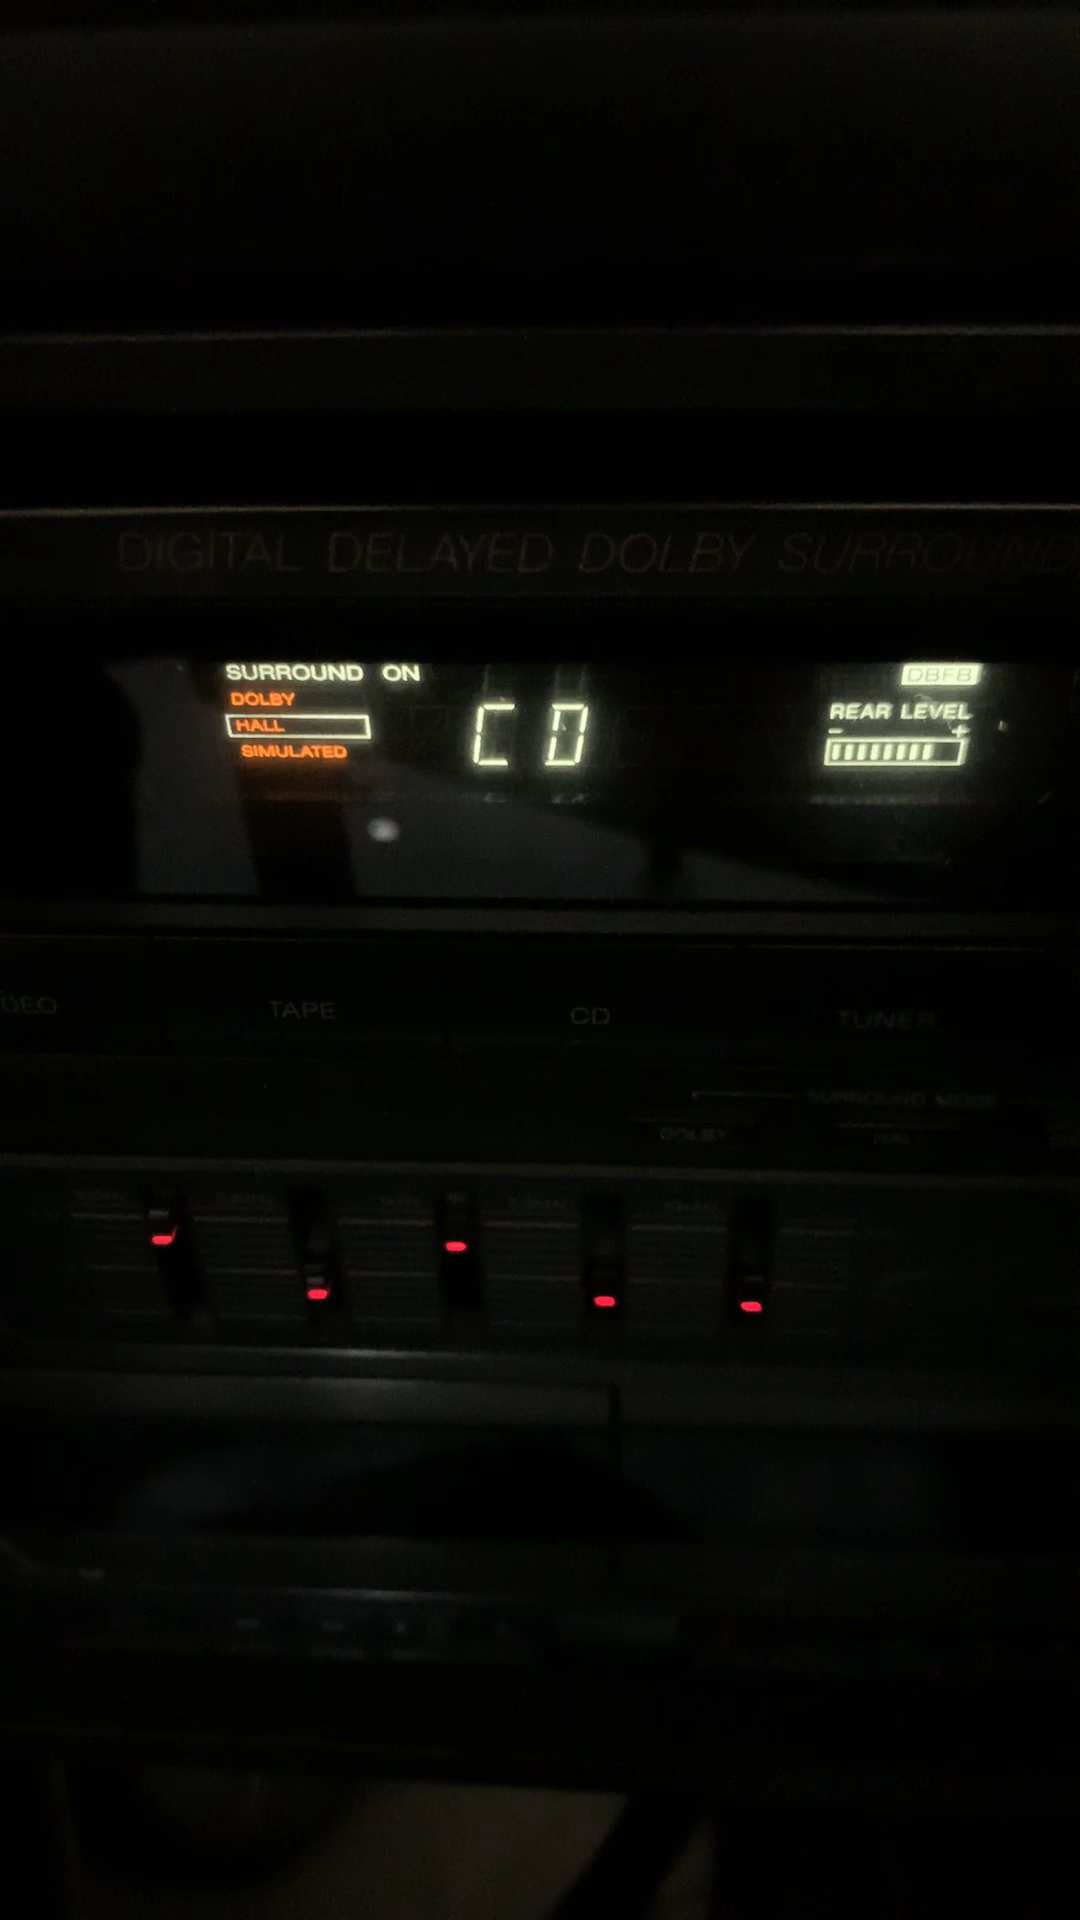 DIGITAL DELAYED DOLBY SURROUND
SURROUND ON
DBFB
DOLBY
HALL
SIMULATED
CD
REAR LEVEL
- +
TAPE
CD
TUNER
SURROUND MODE
DOLBY
HALL